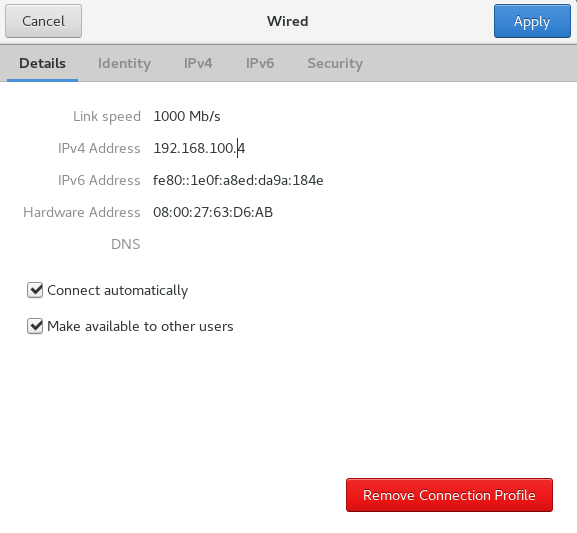 Cancel Wired Apply
Details Identity IPv4 IPv6 Security
Link speed 1000 Mb/s
IPv4 Address 192.168.100.4
IPv6 Address fe80::1e0f:a8ed:da9a:184e
Hardware Address 08:00:27:63:D6:AB
DNS
Connect automatically
Make available to other users
Remove Connection Profile